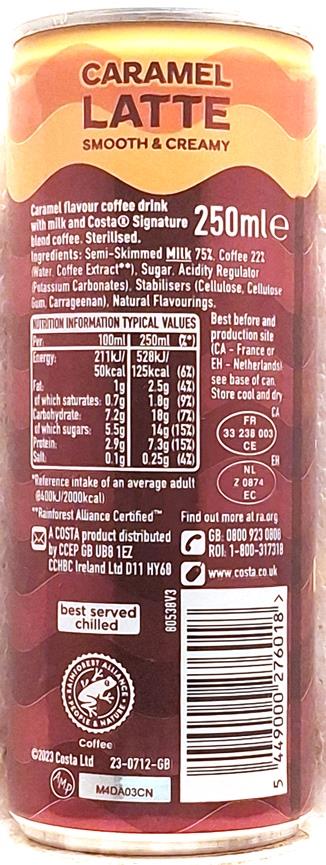 CARAMEL
LATTE
SMOOTH & CREAMY
Caramel flavour coffee drink
with milk and Costa® Signature
blend coffee. Sterilised.
250ml℮
Ingredients: Semi-Skimmed Milk 75%, Coffee 22%
(Water, Coffee Extract**), Sugar, Acidity Regulator
(Potassium Carbonates), Stabilisers (Cellulose, Cellulose
Gum, Carrageenan), Natural Flavourings.
NUTRITION INFORMATION TYPICAL VALUES
Per: 100ml 250ml (%*)
Energy: 211kJ/ 528kJ/
50kcal 125kcal (6%)
Fat: 1g 2.5g (4%)
of which saturates: 0.7g 1.8g (9%)
Carbohydrate: 7.2g 18g (7%)
of which sugars: 5.5g 14g (15%)
Protein: 2.9g 7.3g (15%)
Salt: 0.1g 0.25g (4%)
Best before and
production site
(CA - France or
EH - Netherlands)
see base of can.
Store cool and dry
CA
FR
33 238 003
CE
EH
NL
Z 0874
EC
*Reference intake of an average adult
(8400kJ/2000kcal)
**Rainforest Alliance Certified™
Find out more at ra.org
A COSTA product distributed
by CCEP GB UB8 1EZ
CCHBC Ireland Ltd D11 HY68
GB: 0800 923 0806
ROI: 1-800-317318
www.costa.co.uk
best served
chilled
80538V3
RAINFOREST ALLIANCE
PEOPLE & NATURE
Coffee
©2023 Costa Ltd 23-0712-GB
AMP
M4DA03CN
5 449000 276018 >